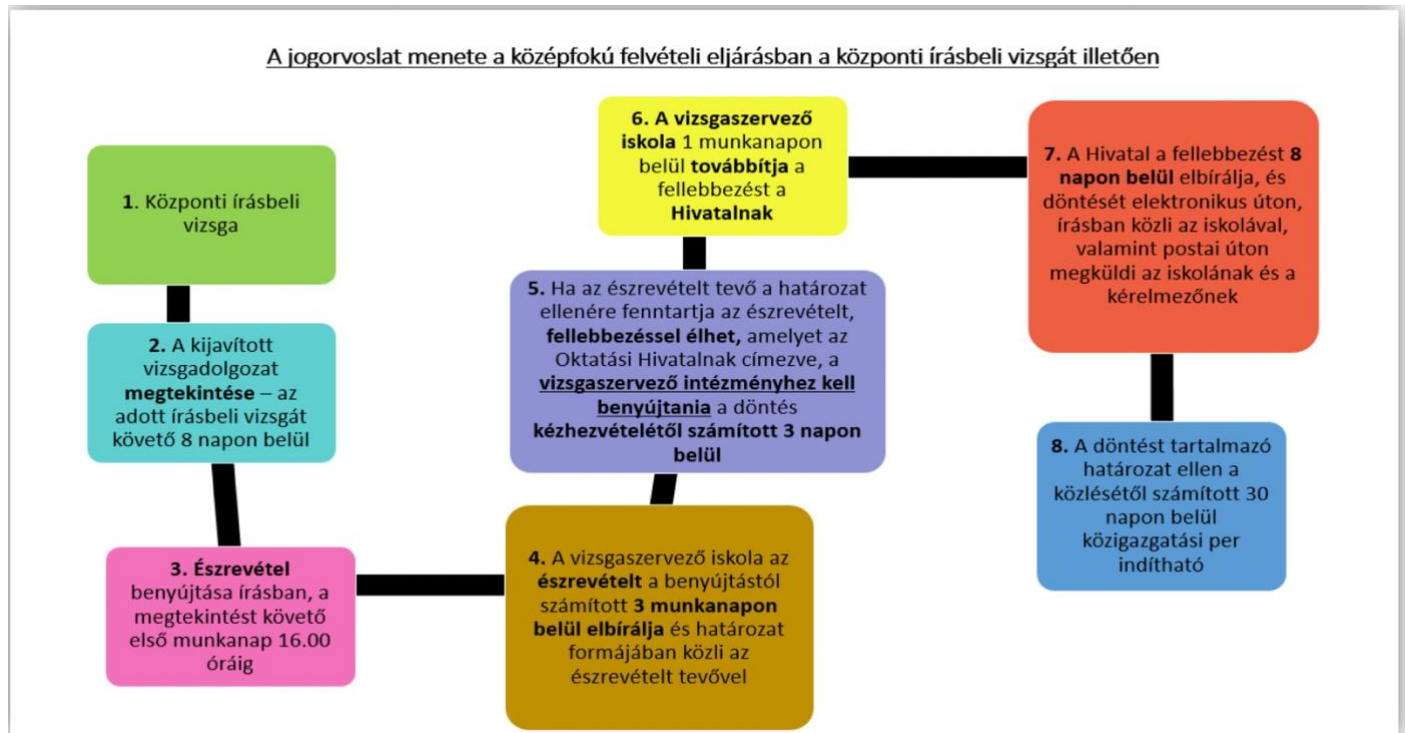 A jogorvoslat menete a középfokú felvételi eljárásban a központi írásbeli vizsgát illetően
1. Központi írásbeli
vizsga
2. A kijavított
vizsgadolgozat
megtekintése – az
adott írásbeli vizsgát
követő 8 napon belül
3. Észrevétel
benyújtása írásban, a
megtekintést követő
első munkanap 16.00
óráig
4. A vizsgaszervező iskola az
észrevételt a benyújtástól
számított 3 munkanapon
belül elbírálja és határozat
formájában közli az
észrevételt tevővel
5. Ha az észrevételt tevő a határozat
ellenére fenntartja az észrevételt,
fellebbezéssel élhet, amelyet az
Oktatási Hivatalnak címezve, a
vizsgaszervező intézményhez kell
benyújtania a döntés
kézhezvételétől számított 3 napon
belül
6. A vizsgaszervező
iskola 1 munkanapon
belül továbbítja a
fellebbezést a
Hivatalnak
7. A Hivatal a fellebbezést 8
napon belül elbírálja, és
döntését elektronikus úton,
írásban közli az iskolával,
valamint postai úton
megküldi az iskolának és a
kérelmezőnek
8. A döntést tartalmazó
határozat ellen a
közlésétől számított 30
napon belül
közigazgatási per
indítható